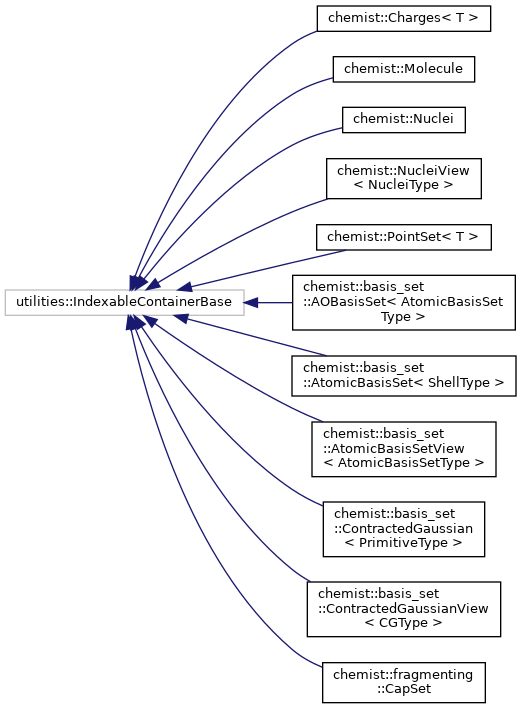 chemist::Charges< T >
chemist::Molecule
chemist::Nuclei
chemist::NucleiView
< NucleiType >
chemist::PointSet< T >
utilities::IndexableContainerBase
chemist::basis_set
::AOBasisSet< AtomicBasisSet
Type >
chemist::basis_set
::AtomicBasisSet< ShellType >
chemist::basis_set
::AtomicBasisSetView
< AtomicBasisSetType >
chemist::basis_set
::ContractedGaussian
< PrimitiveType >
chemist::basis_set
::ContractedGaussianView
< CGType >
chemist::fragmenting
::CapSet